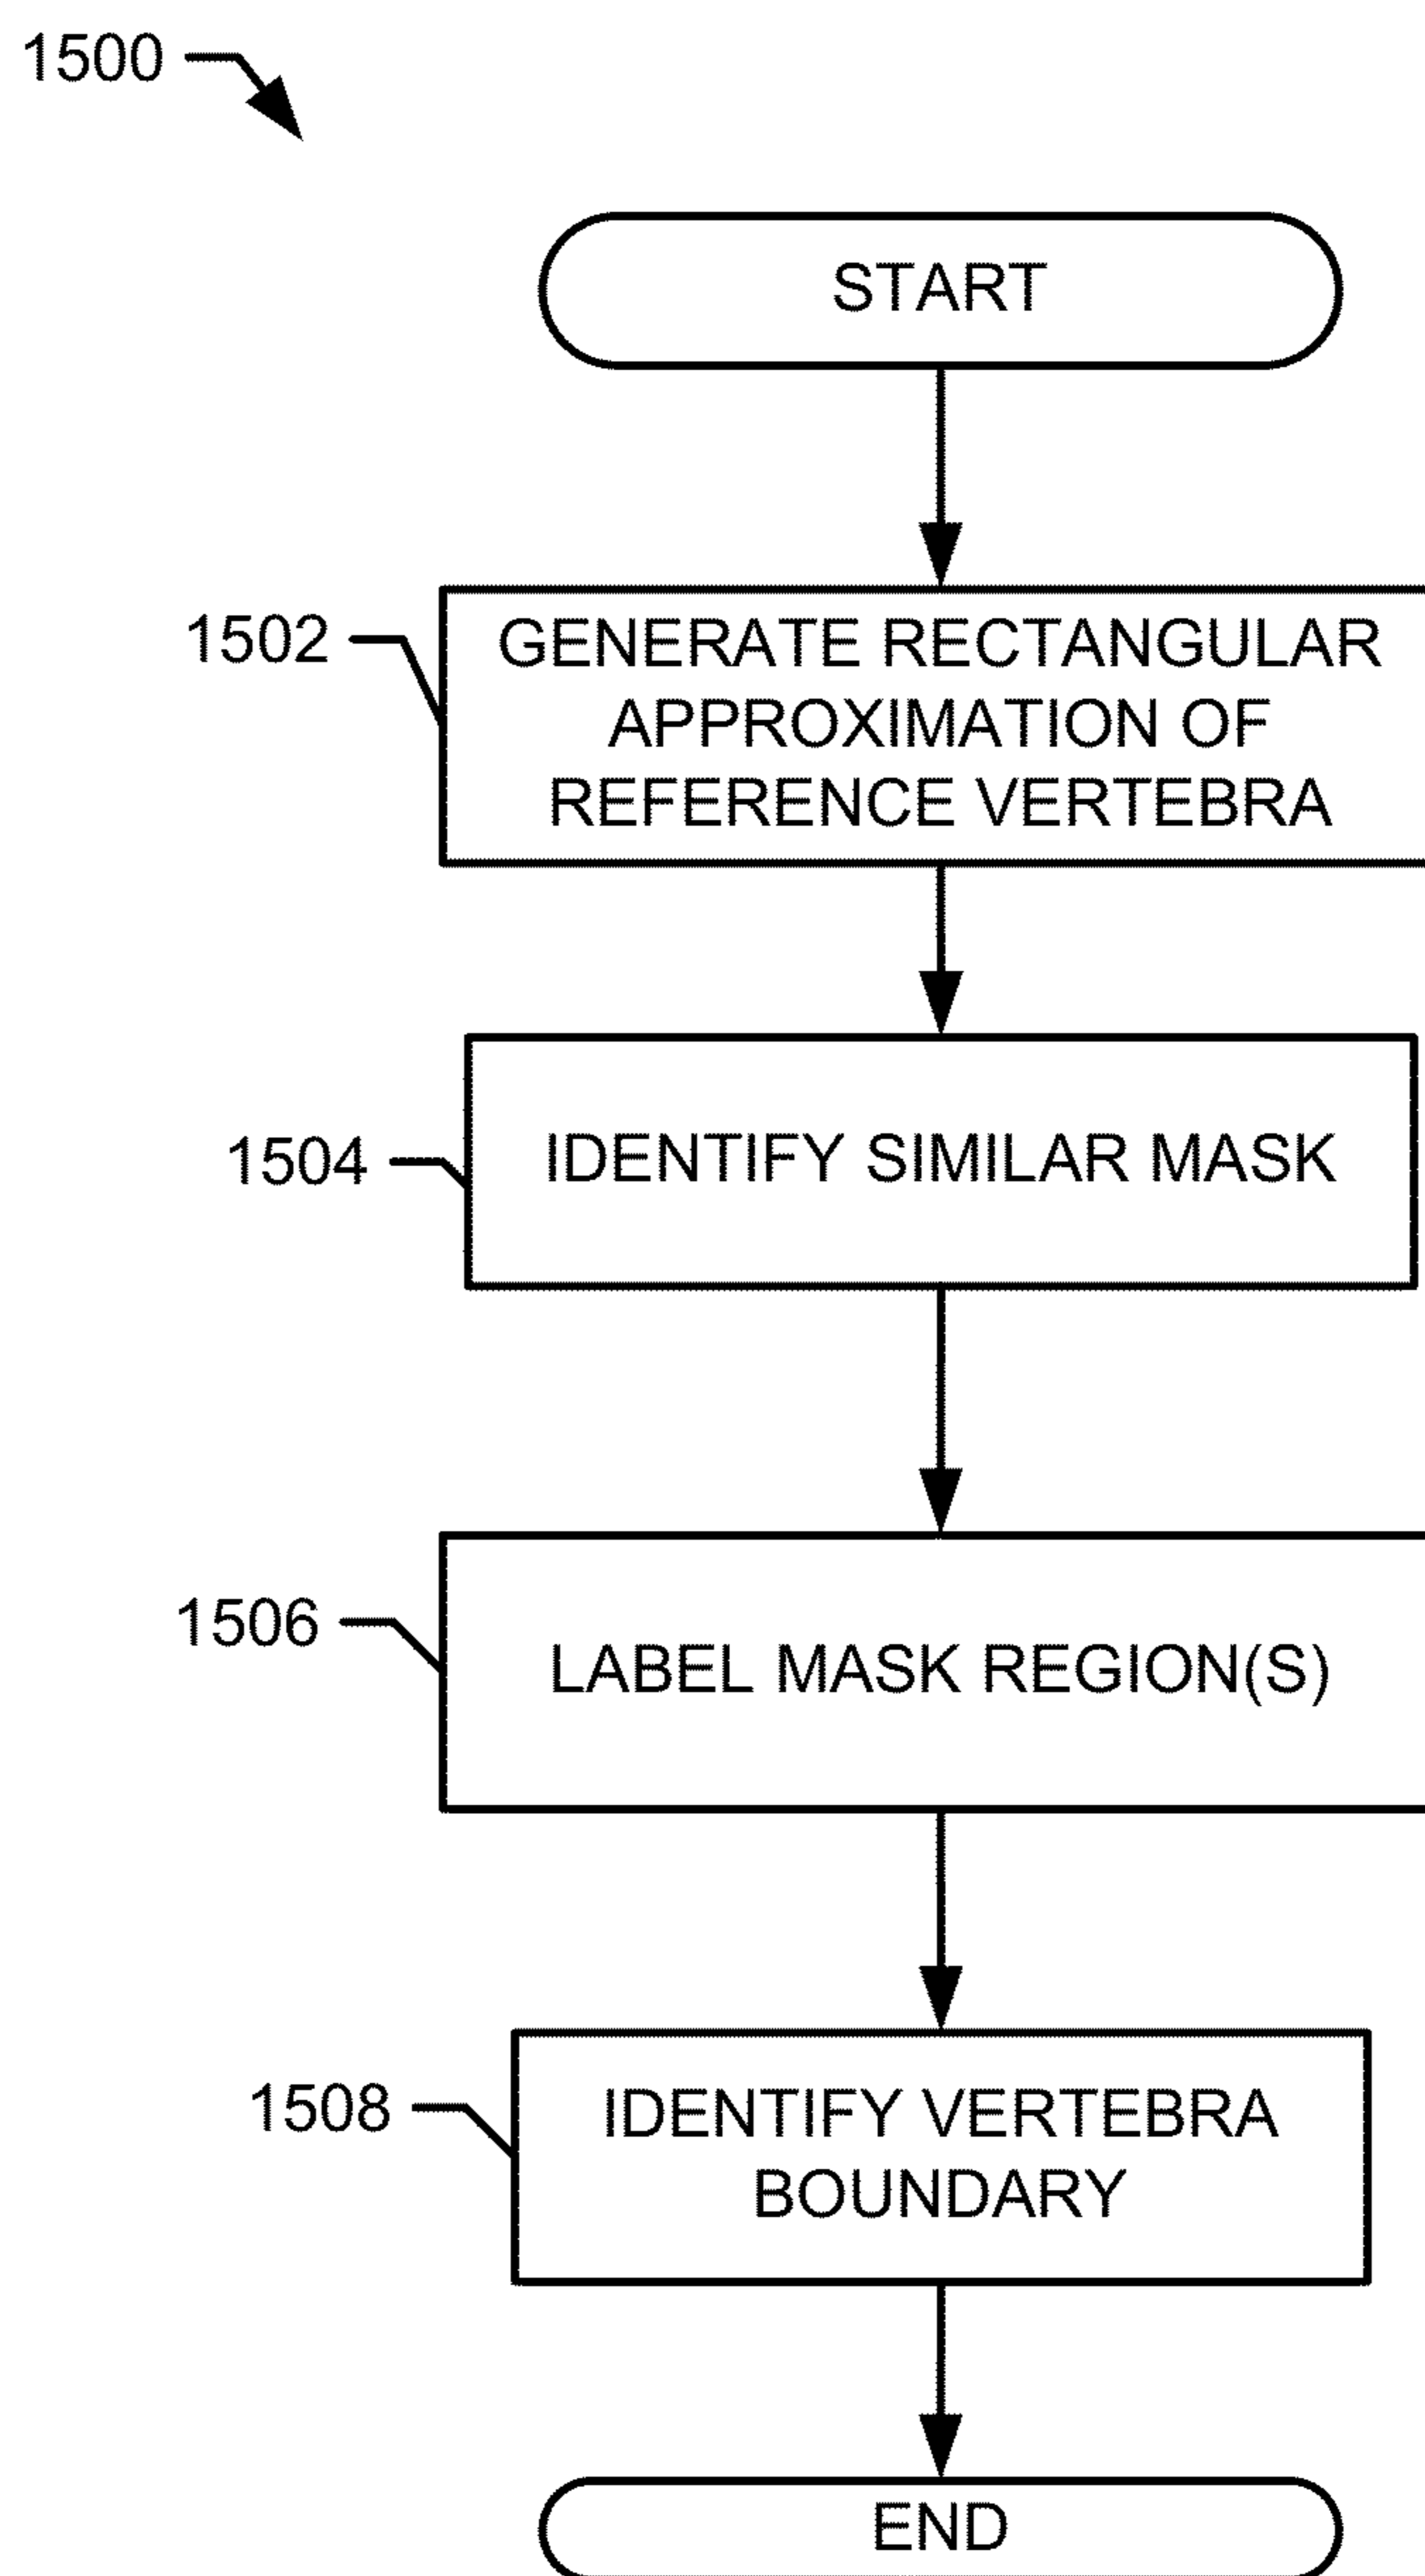 1500
START
1502
GENERATE RECTANGULAR
APPROXIMATION OF
REFERENCE VERTEBRA
1504
IDENTIFY SIMILAR MASK
1506
LABEL MASK REGION(S)
1508
IDENTIFY VERTEBRA
BOUNDARY
END